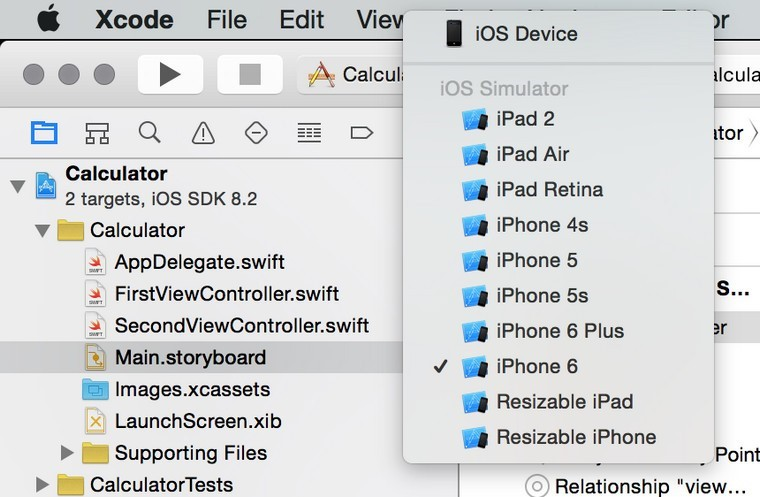 Xcode File Edit View
iOS Device
Calcula
alcula
iOS Simulator
iPad 2
iPad Air
iPad Retina
iPhone 4s
iPhone 5
iPhone 5s
iPhone 6 Plus
iPhone 6
Resizable iPad
Resizable iPhone
Calculator
2 targets, iOS SDK 8.2
Calculator
AppDelegate.swift
FirstViewController.swift
SecondViewController.swift
Main.storyboard
Images.xcassets
LaunchScreen.xib
Supporting Files
CalculatorTests
ator
S...
er
Point
Relationship "view...